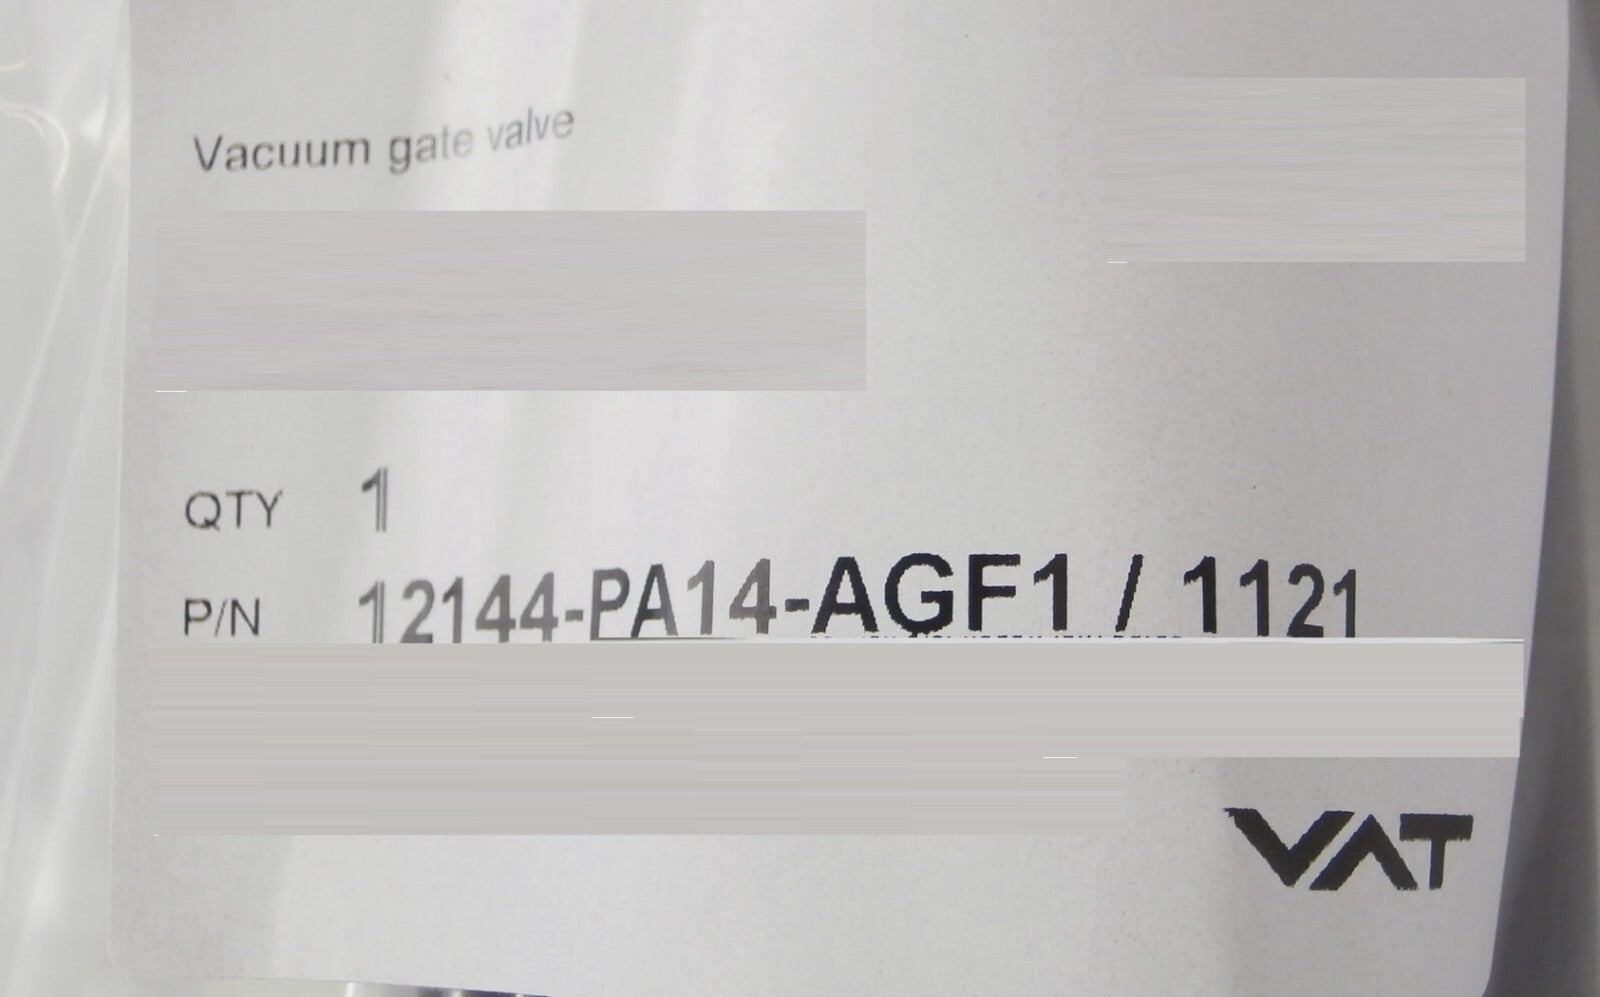 Vacuum gate valve
QTY 1
P/N 12144-PA14-AGF1 / 1121
VAT